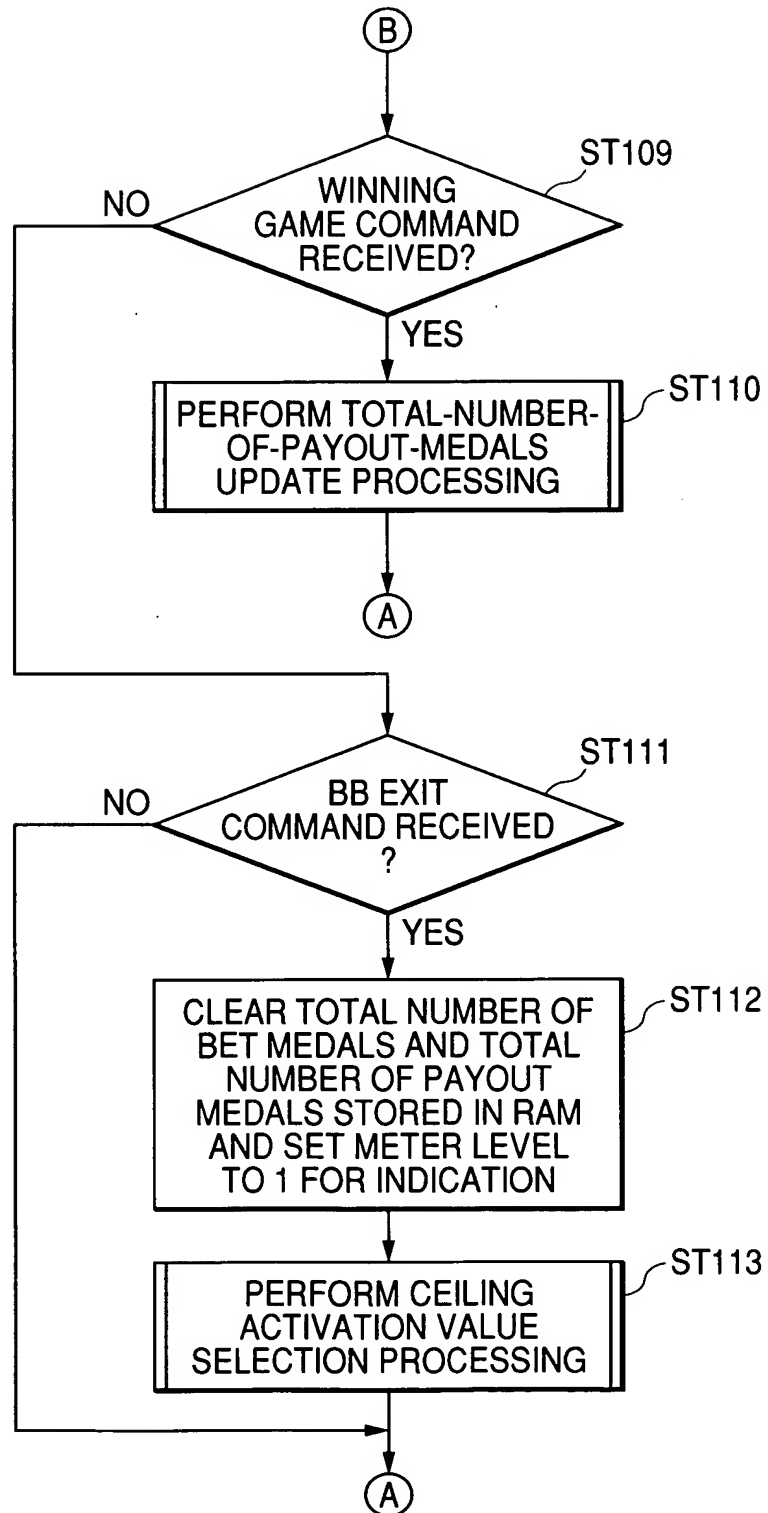 B
ST109
WINNING
GAME COMMAND
RECEIVED?
NO
YES
ST110
PERFORM TOTAL-NUMBER-
OF-PAYOUT-MEDALS
UPDATE PROCESSING
A
ST111
BB EXIT
COMMAND RECEIVED
?
NO
YES
ST112
CLEAR TOTAL NUMBER OF
BET MEDALS AND TOTAL
NUMBER OF PAYOUT
MEDALS STORED IN RAM
AND SET METER LEVEL
TO 1 FOR INDICATION
ST113
PERFORM CEILING
ACTIVATION VALUE
SELECTION PROCESSING
A